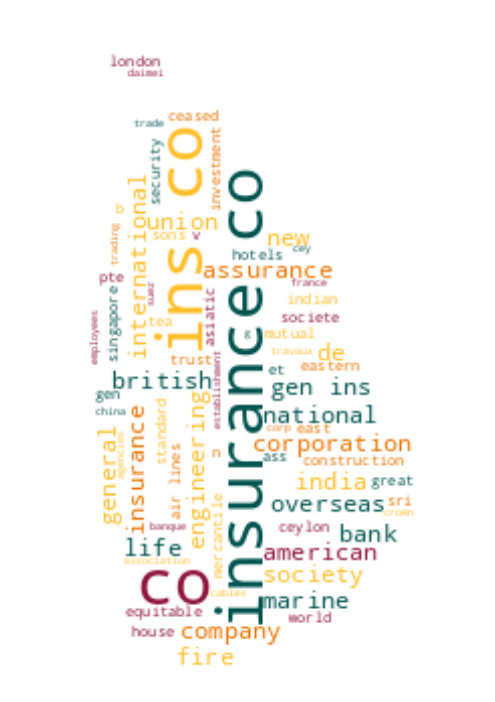 london
daimei
ceased
trade
security
investment
ins co
insurance co
international
union
sons
v
trading
new
hotels
cey
assurance
pte
suez
france
indian
singapore
asiatic
societe
employees
tea
mutual
travaux
de
trust
establishment
et
eastern
british
gen ins
gen
china
national
general
agencies
insurance
standard
air lines
engineering
corp
east
corporation
ass
construction
india
great
mercantile
overseas
sri
crown
banque
ceylon
bank
life
american
association
society
co
cables
marine
equitable
world
house
company
fire